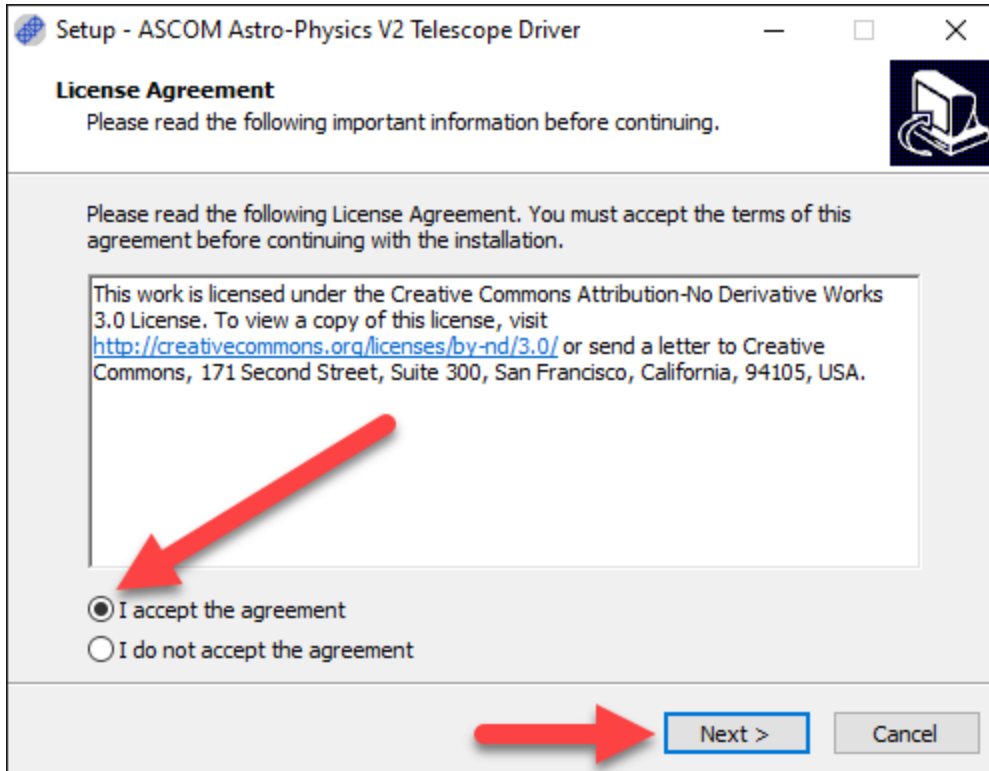 Setup - ASCOM Astro-Physics V2 Telescope Driver
License Agreement
Please read the following important information before continuing.
Please read the following License Agreement. You must accept the terms of this
agreement before continuing with the installation.
This work is licensed under the Creative Commons Attribution-No Derivative Works
3.0 License. To view a copy of this license, visit
http://creativecommons.org/licenses/by-nd/3.0/ or send a letter to Creative
Commons, 171 Second Street, Suite 300, San Francisco, California, 94105, USA.
I accept the agreement
I do not accept the agreement
Next >
Cancel